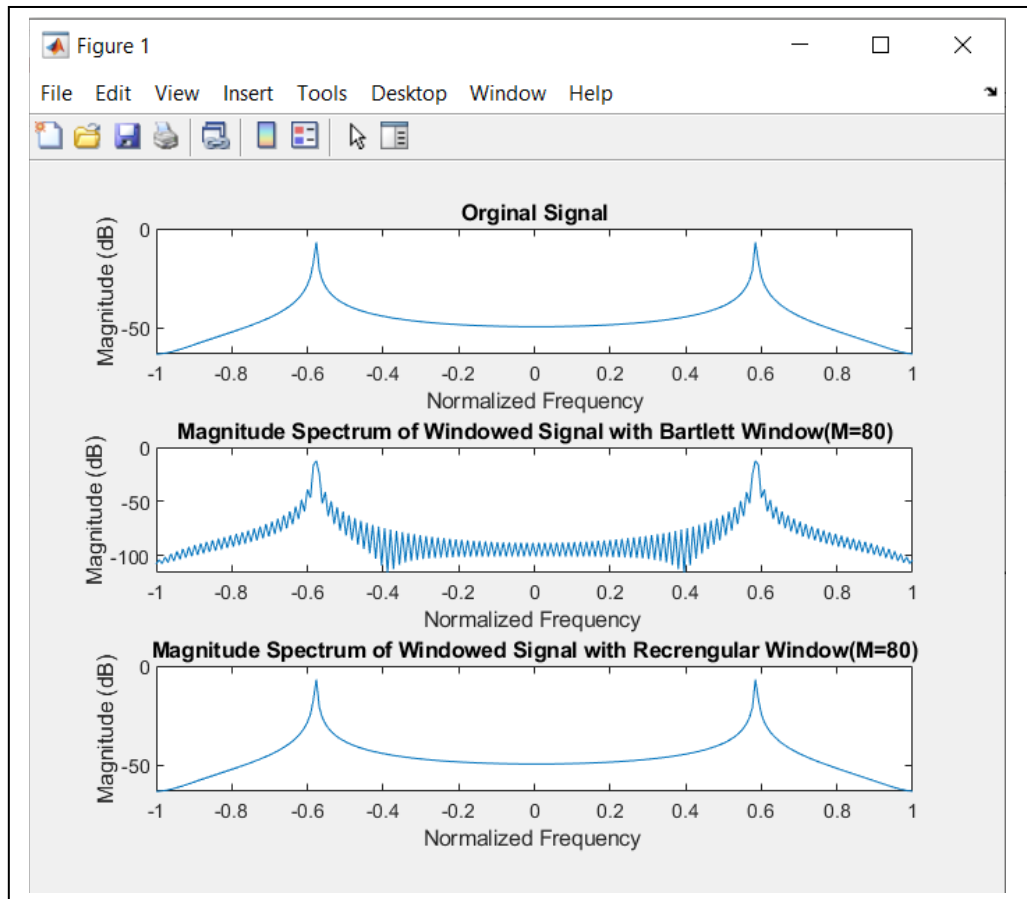 Figure 1
File Edit View Insert Tools Desktop Window Help
Orginal Signal
Magnitude (dB)
0
-50
-1 -0.8 -0.6 -0.4 -0.2 0 0.2 0.4 0.6 0.8 1
Normalized Frequency
Magnitude Spectrum of Windowed Signal with Bartlett Window(M=80)
Magnitude (dB)
0
-50
-100
-1 -0.8 -0.6 -0.4 -0.2 0 0.2 0.4 0.6 0.8 1
Normalized Frequency
Magnitude Spectrum of Windowed Signal with Recrengular Window(M=80)
Magnitude (dB)
0
-50
-1 -0.8 -0.6 -0.4 -0.2 0 0.2 0.4 0.6 0.8 1
Normalized Frequency